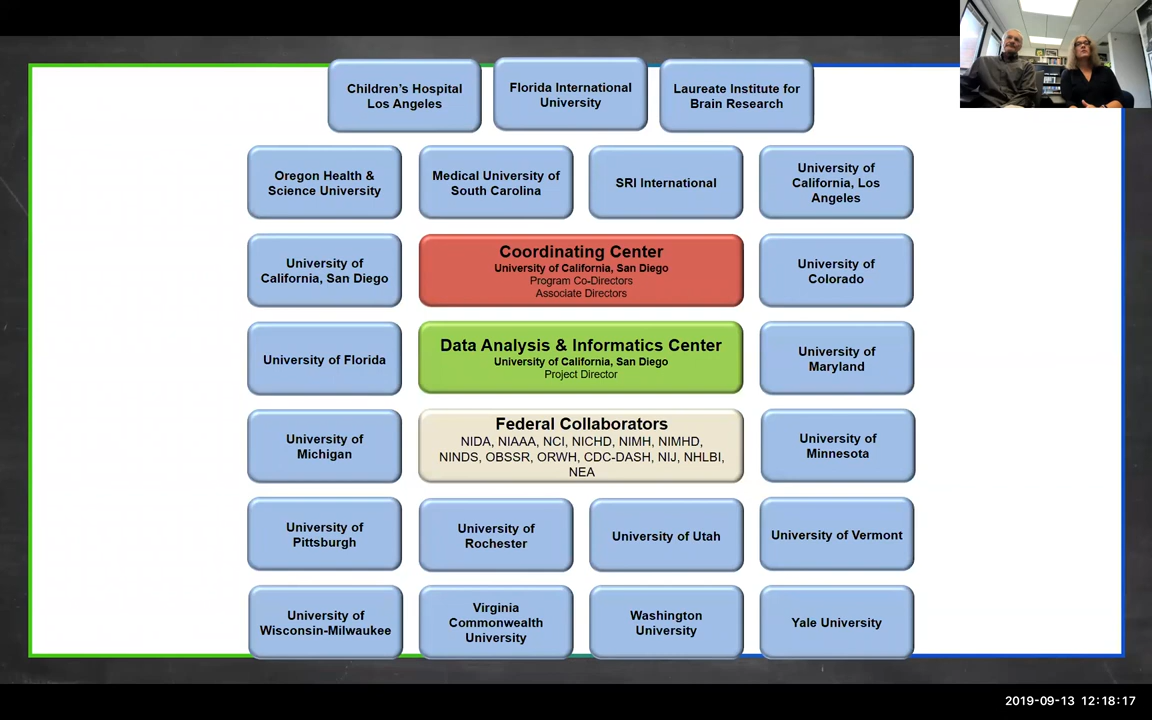 Children's Hospital
Los Angeles
Florida International
University
Laureate Institute for
Brain Research
Oregon Health &
Science University
Medical University of
South Carolina
SRI International
University of
California, Los
Angeles
University of
California, San Diego
Coordinating Center
University of California, San Diego
Program Co-Directors
Associate Directors
University of
Colorado
University of Florida
Data Analysis & Informatics Center
University of California, San Diego
Project Director
University of
Maryland
University of
Michigan
Federal Collaborators
NIDA, NIAAA, NCI, NICHD, NIMH, NIMHD,
NINDS, OBSSR, ORWH, CDC-DASH, NIJ, NHLBI,
NEA
University of
Minnesota
University of
Pittsburgh
University of
Rochester
University of Utah
University of Vermont
University of
Wisconsin-Milwaukee
Virginia
Commonwealth
University
Washington
University
Yale University
2019-09-13 12:18:17